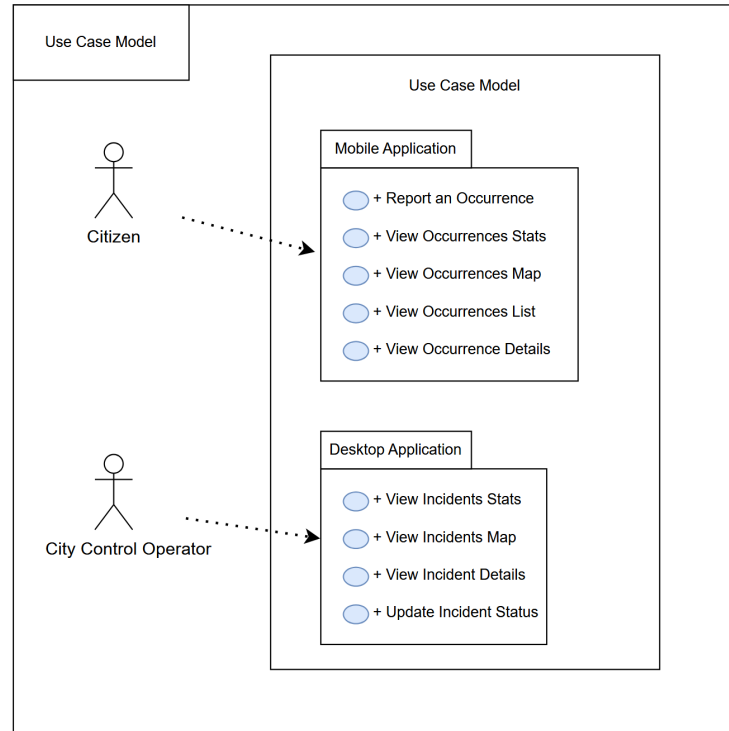 Use Case Model
Use Case Model
Mobile Application
+ Report an Occurrence
+ View Occurrences Stats
+ View Occurrences Map
+ View Occurrences List
+ View Occurrence Details
Citizen
Desktop Application
+ View Incidents Stats
+ View Incidents Map
+ View Incident Details
+ Update Incident Status
City Control Operator